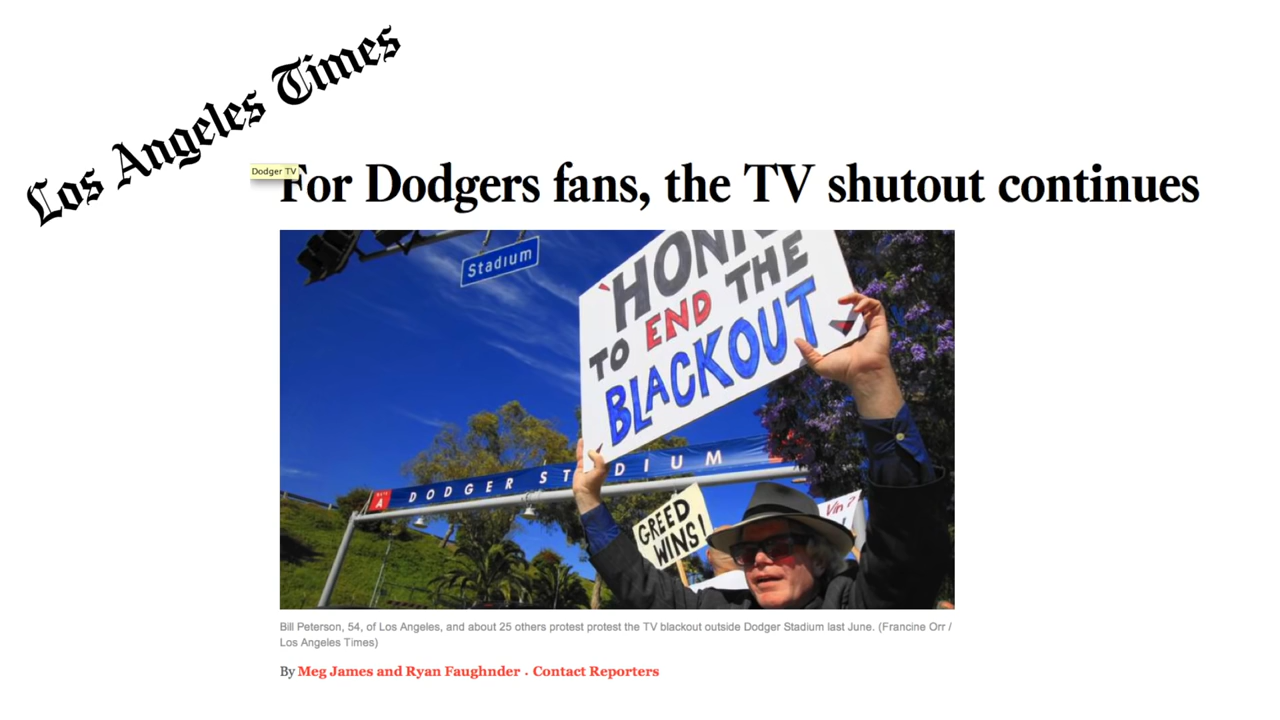 Los Angeles Times
Dodger TV
For Dodgers fans, the TV shutout continues
Stadium
TO END THE
BLACKOUT
A
DODGER STADIUM
GREED
WINS!
Vin?
Bill Peterson, 54, of Los Angeles, and about 25 others protest protest the TV blackout outside Dodger Stadium last June. (Francine Orr /
Los Angeles Times)
By Meg James and Ryan Faughnder . Contact Reporters